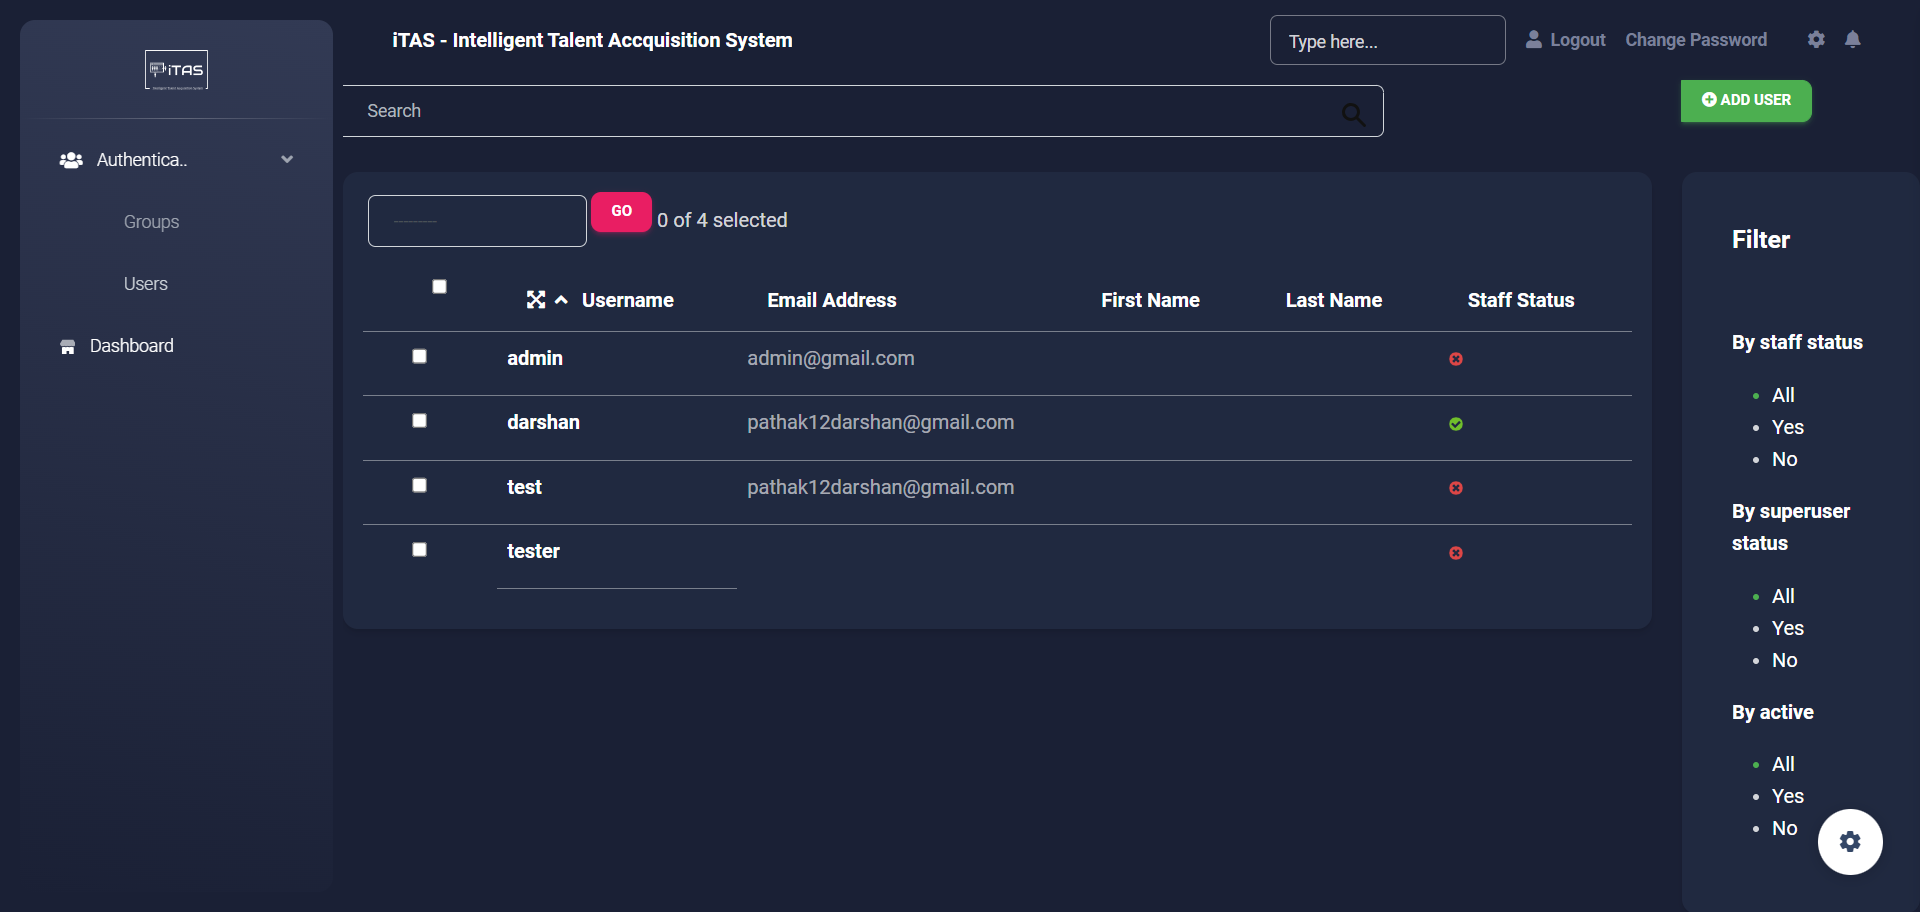 iTAS
iTAS - Intelligent Talent Accquisition System
Type here...
Logout
Change Password
Search
ADD USER
Authentica..
Groups
Users
Dashboard
---------
GO
0 of 4 selected
Username Email Address First Name Last Name Staff Status
admin admin@gmail.com
darshan pathak12darshan@gmail.com
test pathak12darshan@gmail.com
tester
Filter
By staff status
All
Yes
No
By superuser
status
All
Yes
No
By active
All
Yes
No